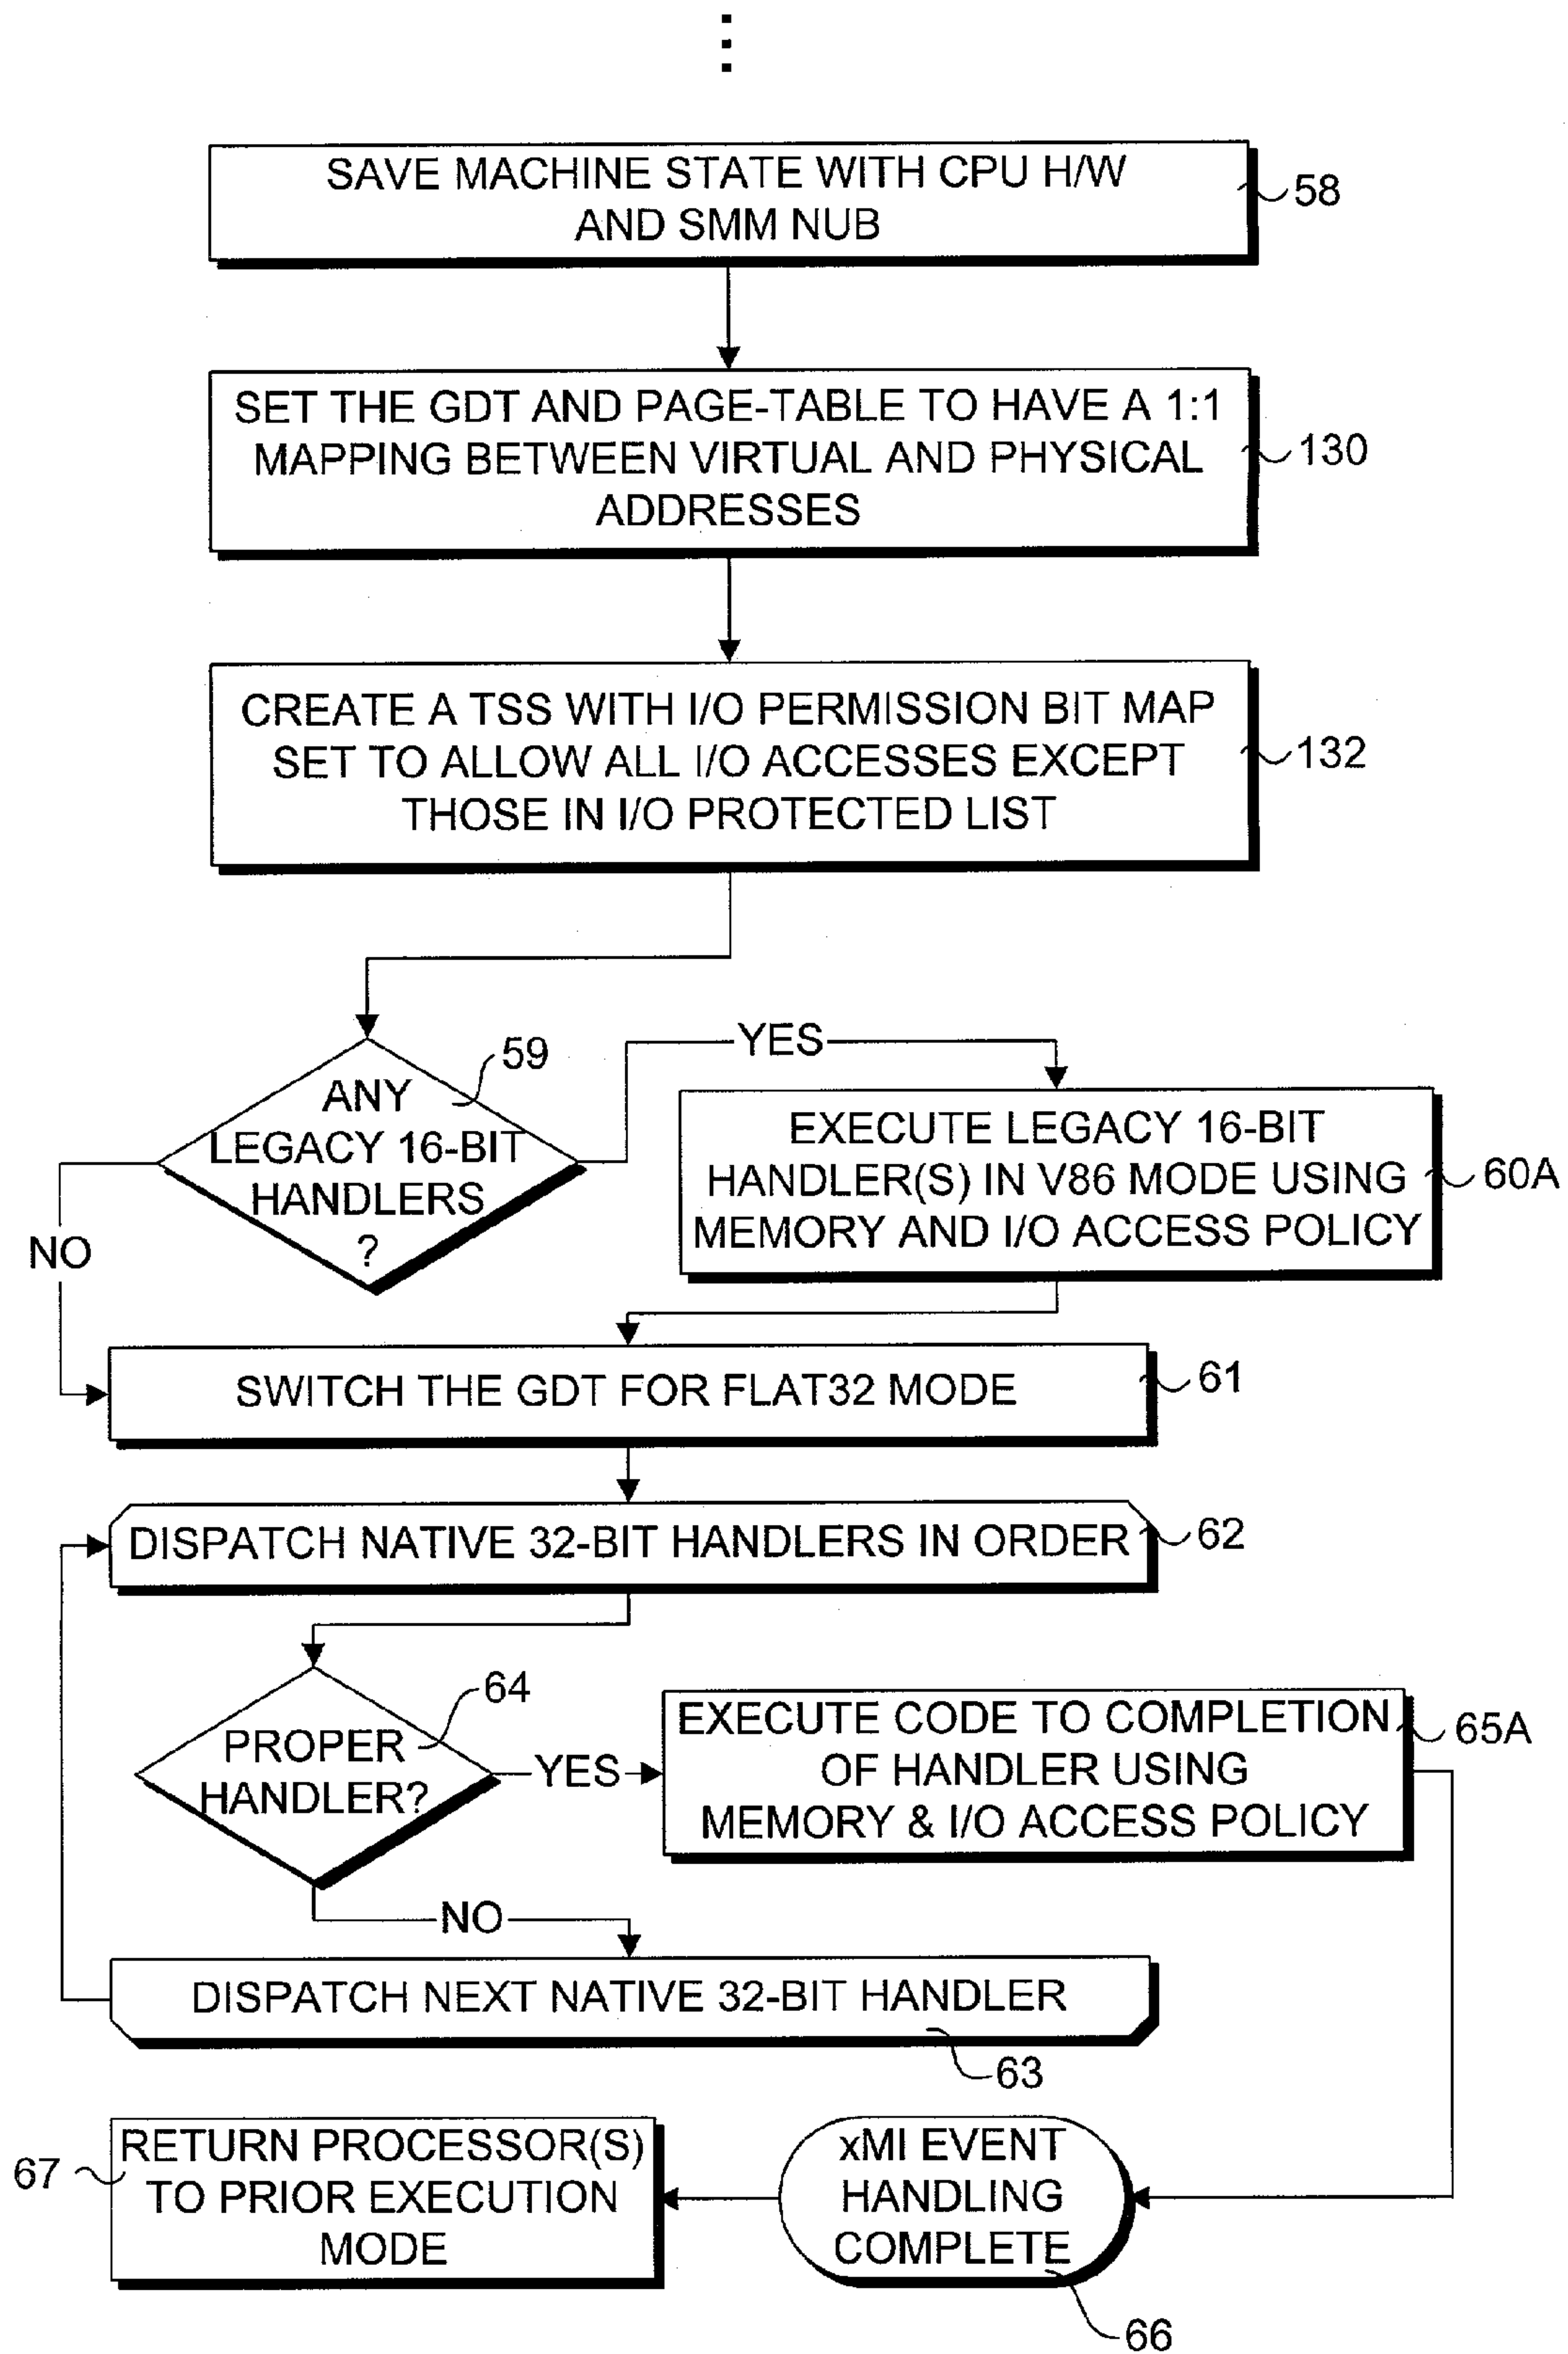 SAVE MACHINE STATE WITH CPU H/W
AND SMM NUB
58
SET THE GDT AND PAGE-TABLE TO HAVE A 1:1
MAPPING BETWEEN VIRTUAL AND PHYSICAL
ADDRESSES
130
CREATE A TSS WITH I/O PERMISSION BIT MAP
SET TO ALLOW ALL I/O ACCESSES EXCEPT
THOSE IN I/O PROTECTED LIST
132
59
ANY
LEGACY 16-BIT
HANDLERS
?
YES
NO
EXECUTE LEGACY 16-BIT
HANDLER(S) IN V86 MODE USING
MEMORY AND I/O ACCESS POLICY
60A
SWITCH THE GDT FOR FLAT32 MODE
61
DISPATCH NATIVE 32-BIT HANDLERS IN ORDER
62
64
PROPER
HANDLER?
YES
EXECUTE CODE TO COMPLETION
OF HANDLER USING
MEMORY & I/O ACCESS POLICY
65A
NO
DISPATCH NEXT NATIVE 32-BIT HANDLER
63
67
RETURN PROCESSOR(S)
TO PRIOR EXECUTION
MODE
xMI EVENT
HANDLING
COMPLETE
66